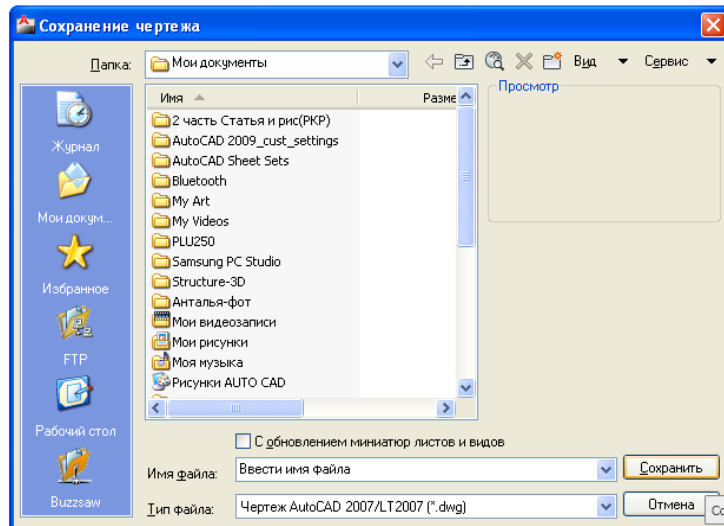 Сохранение чертежа
Папка: Мои документы Вид Сервис
Имя Разме Просмотр
2 часть Статья и рис(РКР)
AutoCAD 2009_cust_settings
AutoCAD Sheet Sets
Bluetooth
My Art
My Videos
PLU250
Samsung PC Studio
Structure-3D
Анталья-фот
Мои видеозаписи
Мои рисунки
Моя музыка
Рисунки AUTO CAD
Журнал
Мои докум...
Избранное
FTP
Рабочий стол
Buzzsaw
С обновлением миниатюр листов и видов
Имя файла: Ввести имя файла Сохранить
Тип файла: Чертеж AutoCAD 2007/LT2007 (*.dwg) Отмена